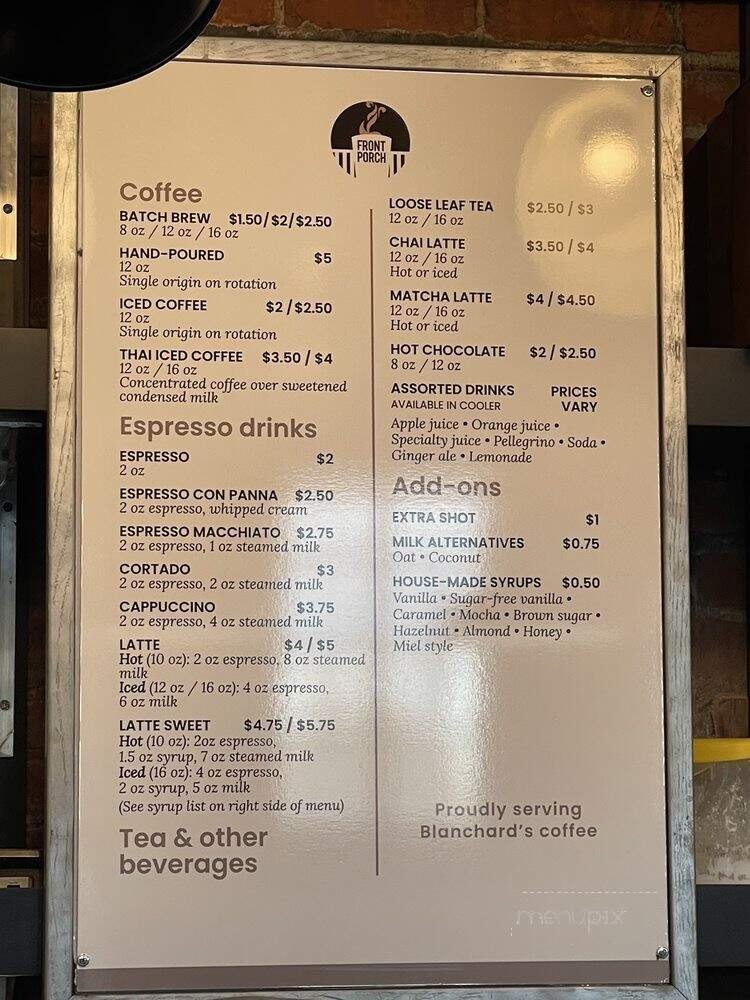 FRONT
PORCH
Coffee
BATCH BREW $1.50/$2/$2.50
8 oz / 12 oz / 16 oz
HAND-POURED $5
12 oz
Single origin on rotation
ICED COFFEE $2 / $2.50
12 oz
Single origin on rotation
THAI ICED COFFEE $3.50 / $4
12 oz / 16 oz
Concentrated coffee over sweetened
condensed milk
Espresso drinks
ESPRESSO $2
2 oz
ESPRESSO CON PANNA $2.50
2 oz espresso, whipped cream
ESPRESSO MACCHIATO $2.75
2 oz espresso, 1 oz steamed milk
CORTADO $3
2 oz espresso, 2 oz steamed milk
CAPPUCCINO $3.75
2 oz espresso, 4 oz steamed milk
LATTE $4 / $5
Hot (10 oz): 2 oz espresso, 8 oz steamed
milk
Iced (12 oz / 16 oz): 4 oz espresso,
6 oz milk
LATTE SWEET $4.75 / $5.75
Hot (10 oz): 2oz espresso,
1.5 oz syrup, 7 oz steamed milk
Iced (16 oz): 4 oz espresso,
2 oz syrup, 5 oz milk
(See syrup list on right side of menu)
Tea & other
beverages
LOOSE LEAF TEA $2.50 / $3
12 oz / 16 oz
CHAI LATTE $3.50 / $4
12 oz / 16 oz
Hot or iced
MATCHA LATTE $4 / $4.50
12 oz / 16 oz
Hot or iced
HOT CHOCOLATE $2 / $2.50
8 oz / 12 oz
ASSORTED DRINKS PRICES
AVAILABLE IN COOLER VARY
Apple juice • Orange juice •
Specialty juice • Pellegrino • Soda •
Ginger ale • Lemonade
Add-ons
EXTRA SHOT $1
MILK ALTERNATIVES $0.75
Oat • Coconut
HOUSE-MADE SYRUPS $0.50
Vanilla • Sugar-free vanilla •
Caramel • Mocha • Brown sugar •
Hazelnut • Almond • Honey •
Miel style
Proudly serving
Blanchard's coffee
menupix